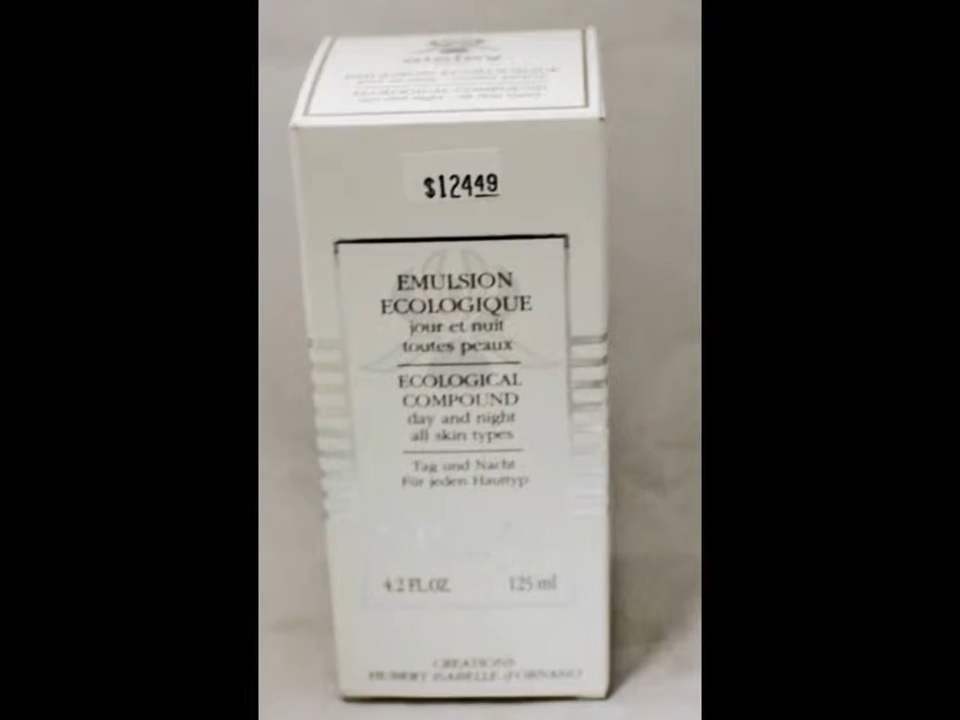 $12449
EMULSION
ECOLOGIQUE
jour et nuit
toutes peaux
ECOLOGICAL
COMPOUND
day and night
all skin types
Tag und Nacht
Für jeden Hauttyp
4.2 FL.OZ. 125 ml
CREATIONS
HUBERT ISABELLE d'ORNANO